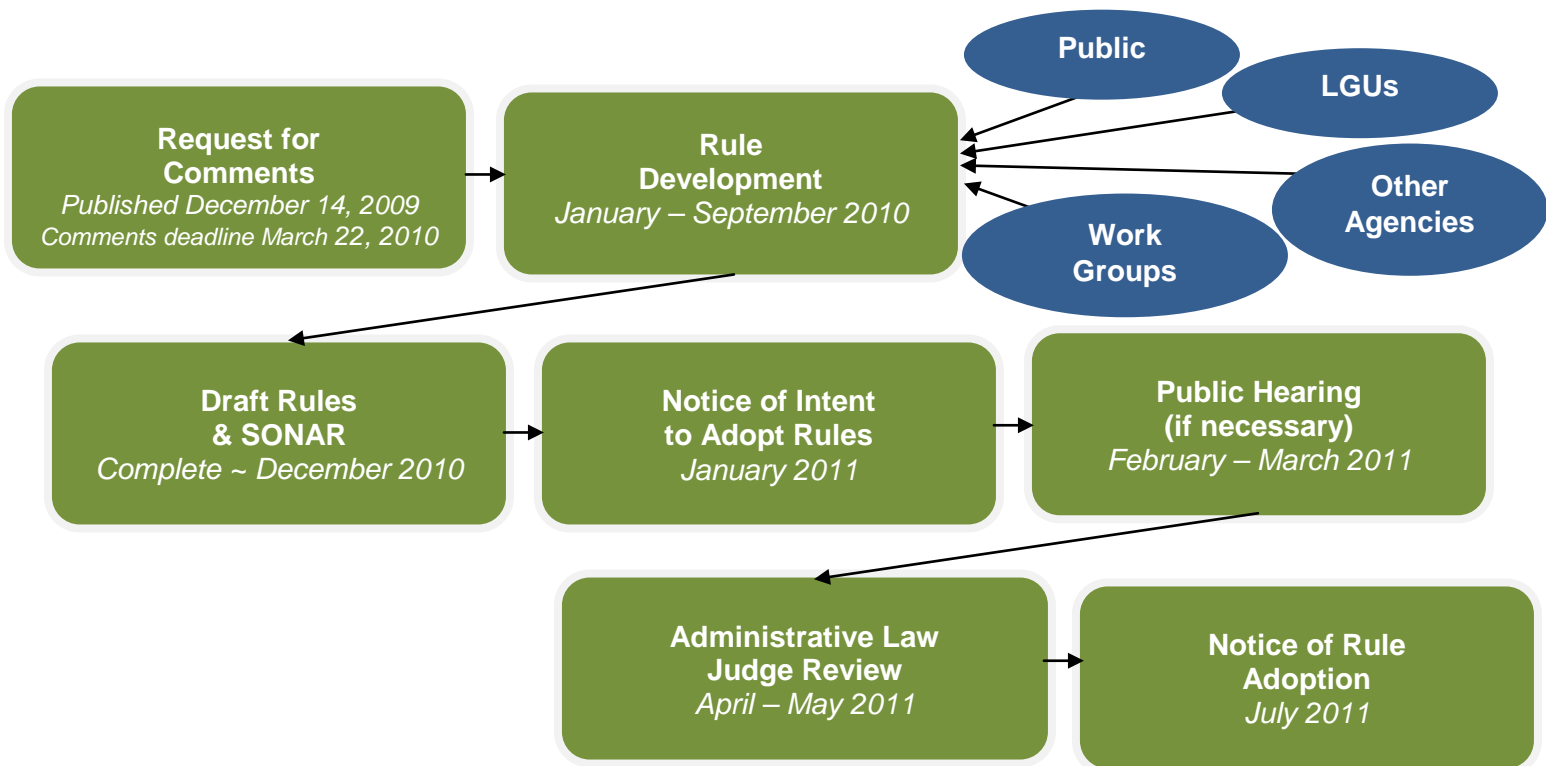 Request for
Comments
Published December 14, 2009
Comments deadline March 22, 2010
Rule
Development
January – September 2010
Public
LGUs
Other
Agencies
Work
Groups
Draft Rules
& SONAR
Complete ~ December 2010
Notice of Intent
to Adopt Rules
January 2011
Public Hearing
(if necessary)
February – March 2011
Administrative Law
Judge Review
April – May 2011
Notice of Rule
Adoption
July 2011